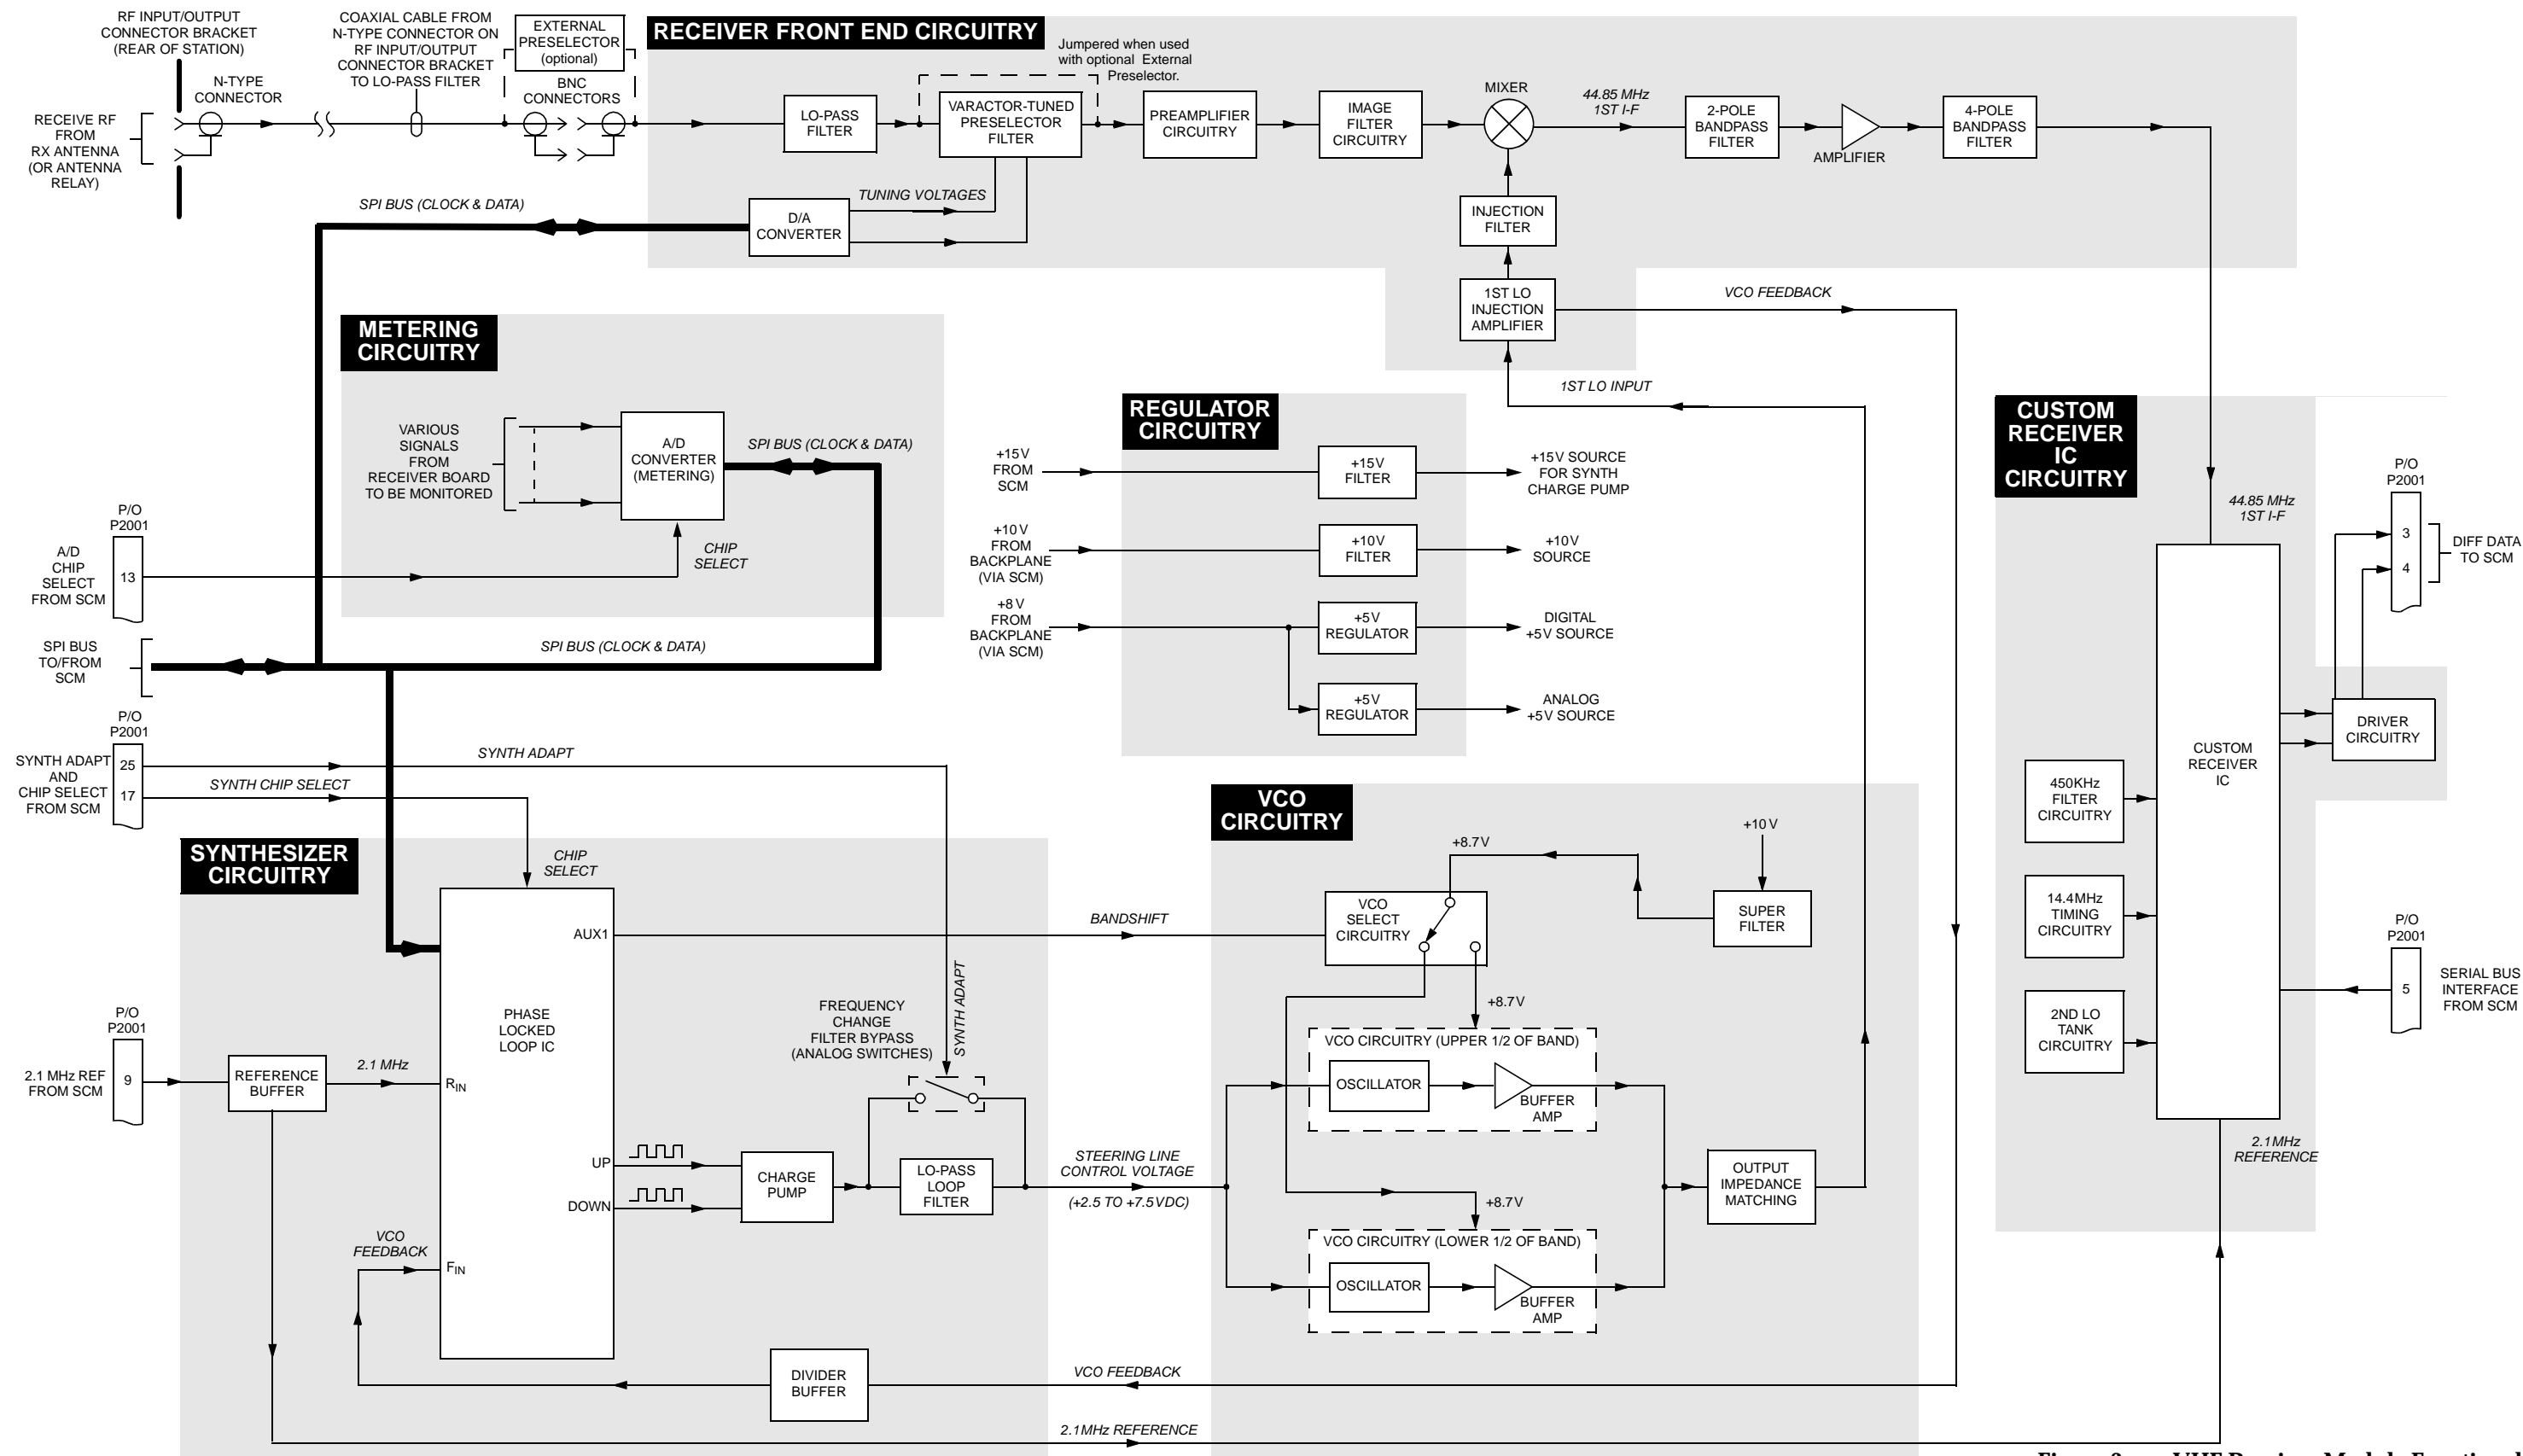 RF INPUT/OUTPUT
CONNECTOR BRACKET
(REAR OF STATION)
N-TYPE
CONNECTOR
COAXIAL CABLE FROM
N-TYPE CONNECTOR ON
RF INPUT/OUTPUT
CONNECTOR BRACKET
TO LO-PASS FILTER
EXTERNAL
PRESELECTOR
(optional)
BNC
CONNECTORS
RECEIVE RF
FROM
RX ANTENNA
(OR ANTENNA
RELAY)
RECEIVER FRONT END CIRCUITRY
Jumpered when used
with optional External
Preselector.
LO-PASS
FILTER
VARACTOR-TUNED
PRESELECTOR
FILTER
PREAMPLIFIER
CIRCUITRY
IMAGE
FILTER
CIRCUITRY
MIXER
44.85 MHz
1ST I-F
2-POLE
BANDPASS
FILTER
AMPLIFIER
4-POLE
BANDPASS
FILTER
SPI BUS (CLOCK & DATA)
D/A
CONVERTER
TUNING VOLTAGES
INJECTION
FILTER
1ST LO
INJECTION
AMPLIFIER
VCO FEEDBACK
1ST LO INPUT
METERING
CIRCUITRY
VARIOUS
SIGNALS
FROM
RECEIVER BOARD
TO BE MONITORED
A/D
CONVERTER
(METERING)
SPI BUS (CLOCK & DATA)
CHIP
SELECT
P/O
P2001
A/D
CHIP
SELECT
FROM SCM
13
SPI BUS
TO/FROM
SCM
SPI BUS (CLOCK & DATA)
REGULATOR
CIRCUITRY
+15V
FROM
SCM
+15V
FILTER
+15V SOURCE
FOR SYNTH
CHARGE PUMP
+10V
FROM
BACKPLANE
(VIA SCM)
+10V
FILTER
+10V
SOURCE
+8V
FROM
BACKPLANE
(VIA SCM)
+5V
REGULATOR
DIGITAL
+5V SOURCE
+5V
REGULATOR
ANALOG
+5V SOURCE
CUSTOM
RECEIVER
IC
CIRCUITRY
44.85 MHz
1ST I-F
P/O
P2001
3
4
DIFF DATA
TO SCM
CUSTOM
RECEIVER
IC
DRIVER
CIRCUITRY
450KHz
FILTER
CIRCUITRY
14.4MHz
TIMING
CIRCUITRY
2ND LO
TANK
CIRCUITRY
P/O
P2001
5
SERIAL BUS
INTERFACE
FROM SCM
2.1MHz
REFERENCE
P/O
P2001
SYNTH ADAPT
AND
CHIP SELECT
FROM SCM
25
17
SYNTH ADAPT
SYNTH CHIP SELECT
SYNTHESIZER
CIRCUITRY
CHIP
SELECT
PHASE
LOCKED
LOOP IC
AUX1
BANDSHIFT
P/O
P2001
2.1 MHz REF
FROM SCM
9
REFERENCE
BUFFER
2.1 MHz
RIN
UP
DOWN
VCO
FEEDBACK
FIN
FREQUENCY
CHANGE
FILTER BYPASS
(ANALOG SWITCHES)
SYNTH ADAPT
CHARGE
PUMP
LO-PASS
LOOP
FILTER
STEERING LINE
CONTROL VOLTAGE
(+2.5 TO +7.5VDC)
DIVIDER
BUFFER
VCO FEEDBACK
2.1MHz REFERENCE
VCO
CIRCUITRY
+8.7V
+10V
VCO
SELECT
CIRCUITRY
SUPER
FILTER
+8.7V
VCO CIRCUITRY (UPPER 1/2 OF BAND)
OSCILLATOR
BUFFER
AMP
+8.7V
VCO CIRCUITRY (LOWER 1/2 OF BAND)
OSCILLATOR
BUFFER
AMP
OUTPUT
IMPEDANCE
MATCHING